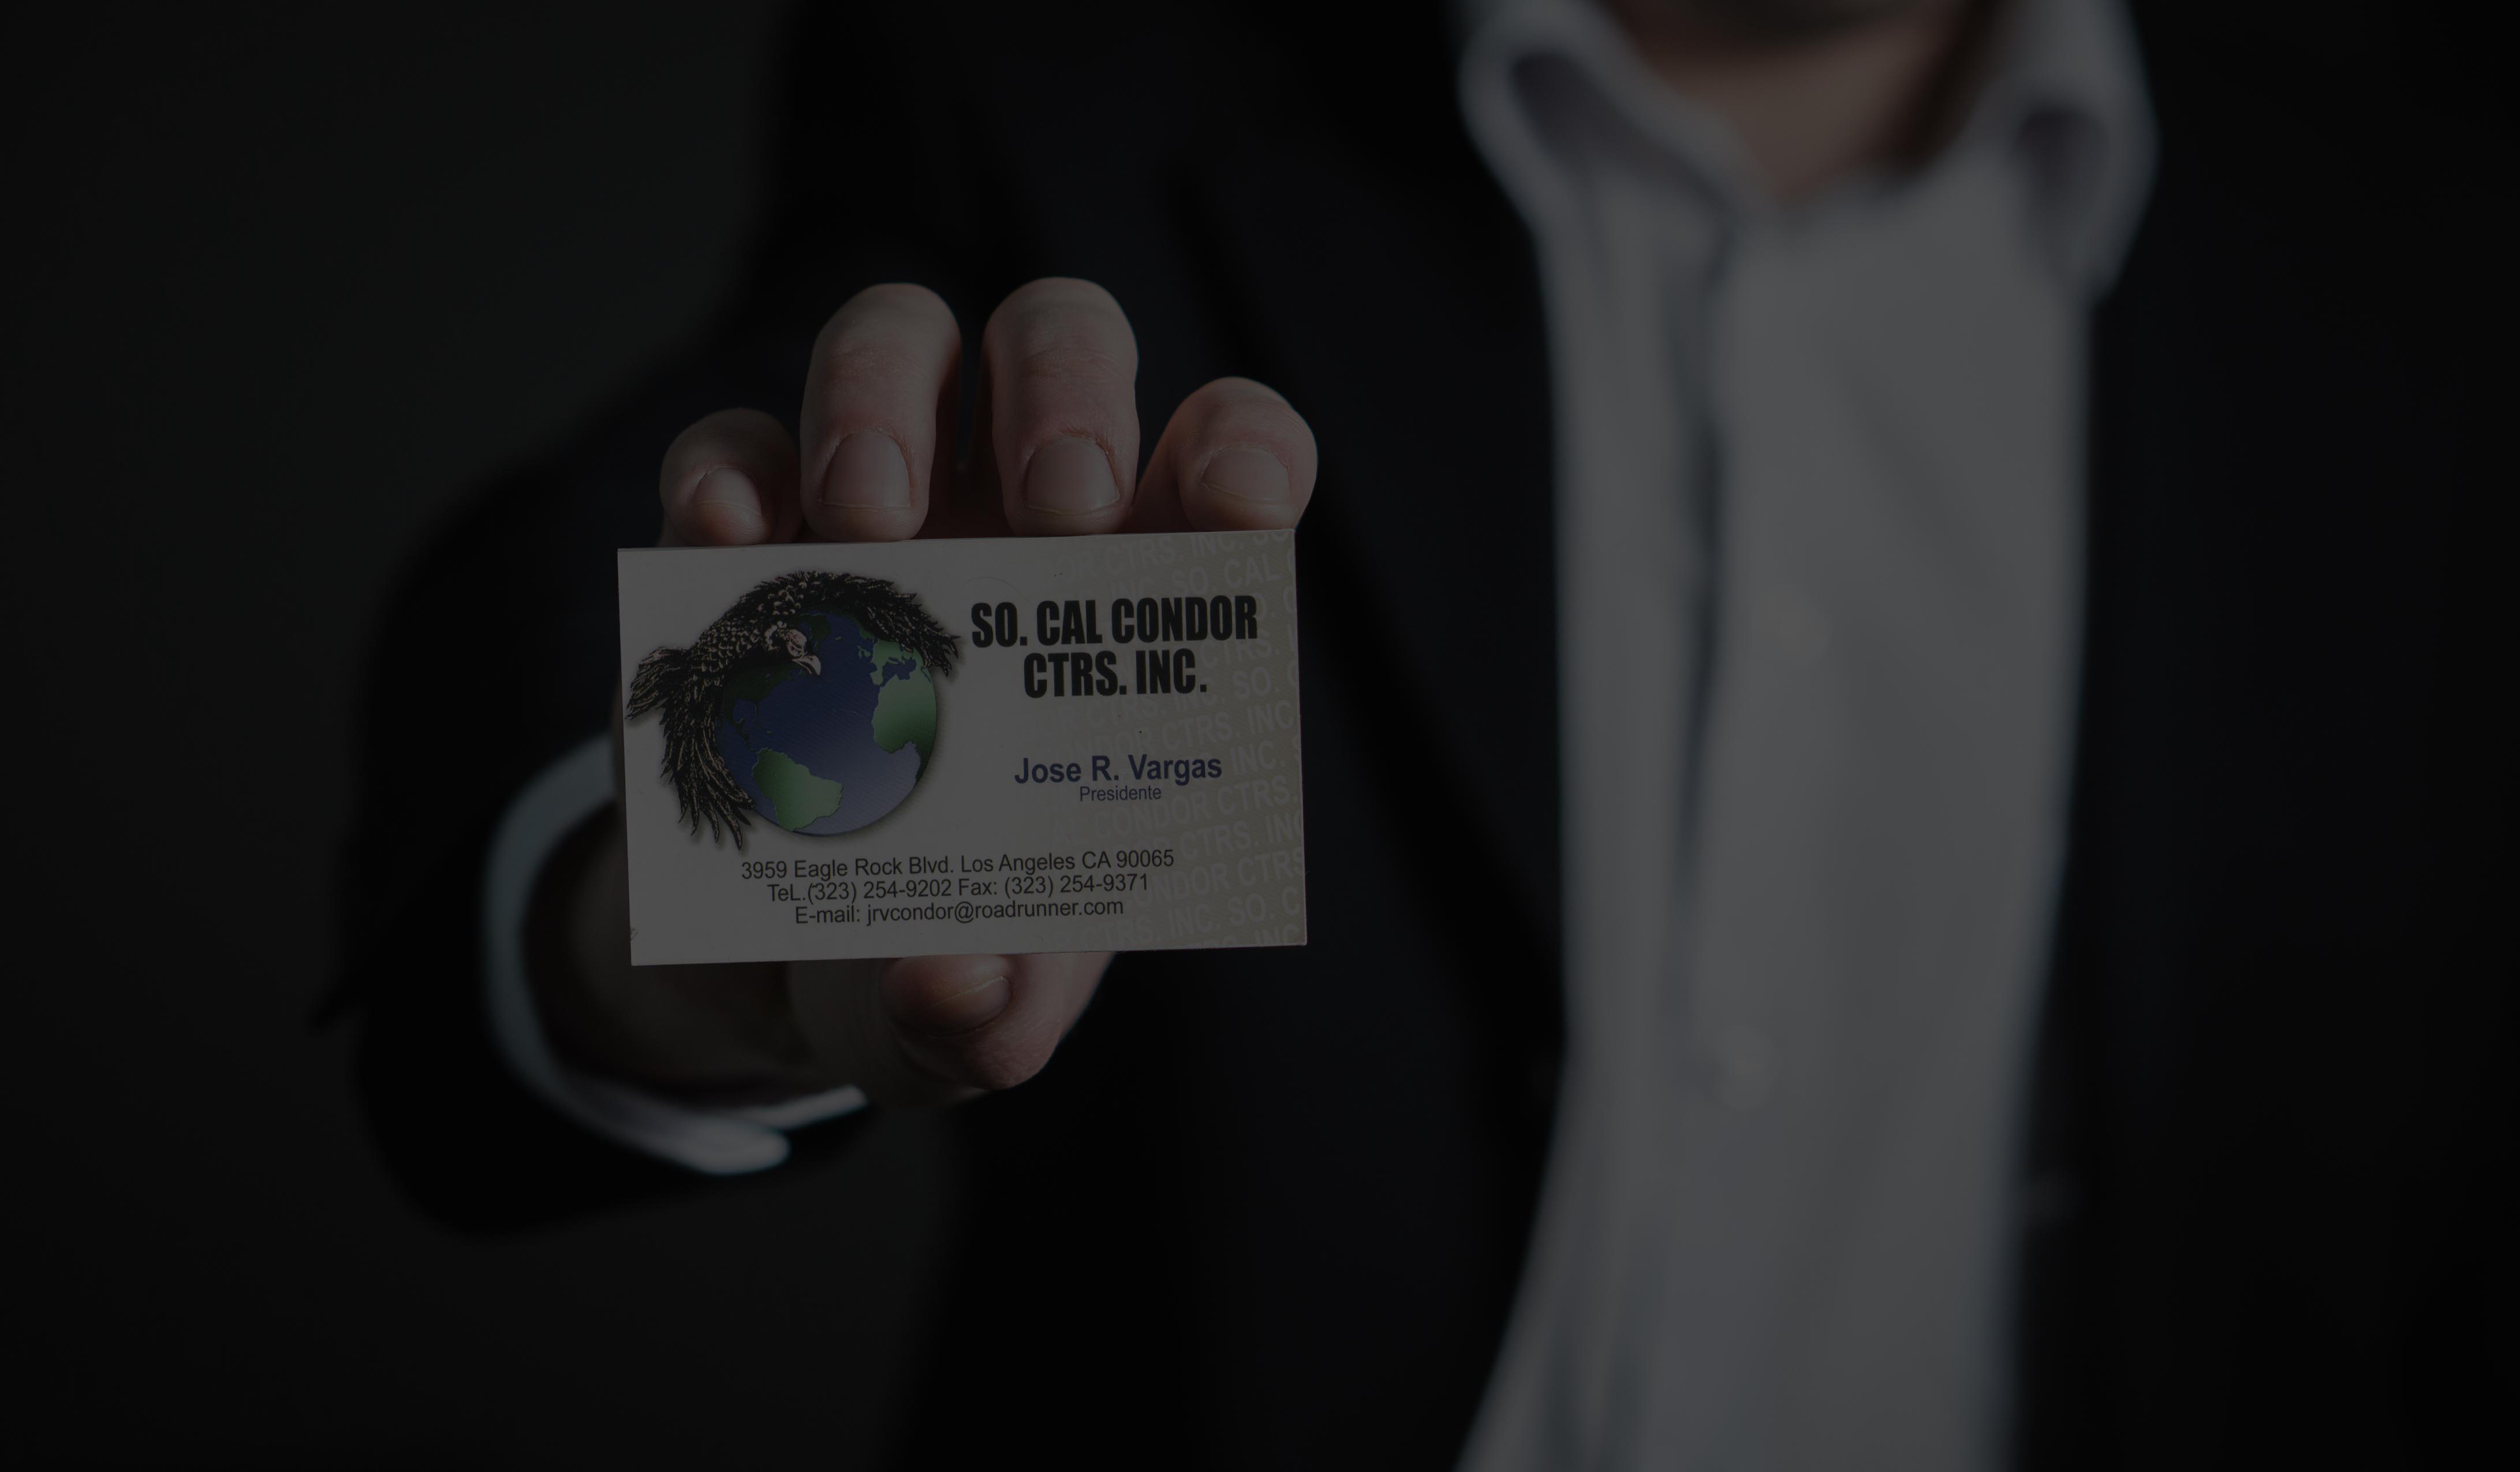 SO. CAL CONDOR
CTRS. INC.
Jose R. Vargas
Presidente
3959 Eagle Rock Blvd. Los Angeles CA 90065
TeL.(323) 254-9202 Fax: (323) 254-9371
E-mail: jrvcondor@roadrunner.com